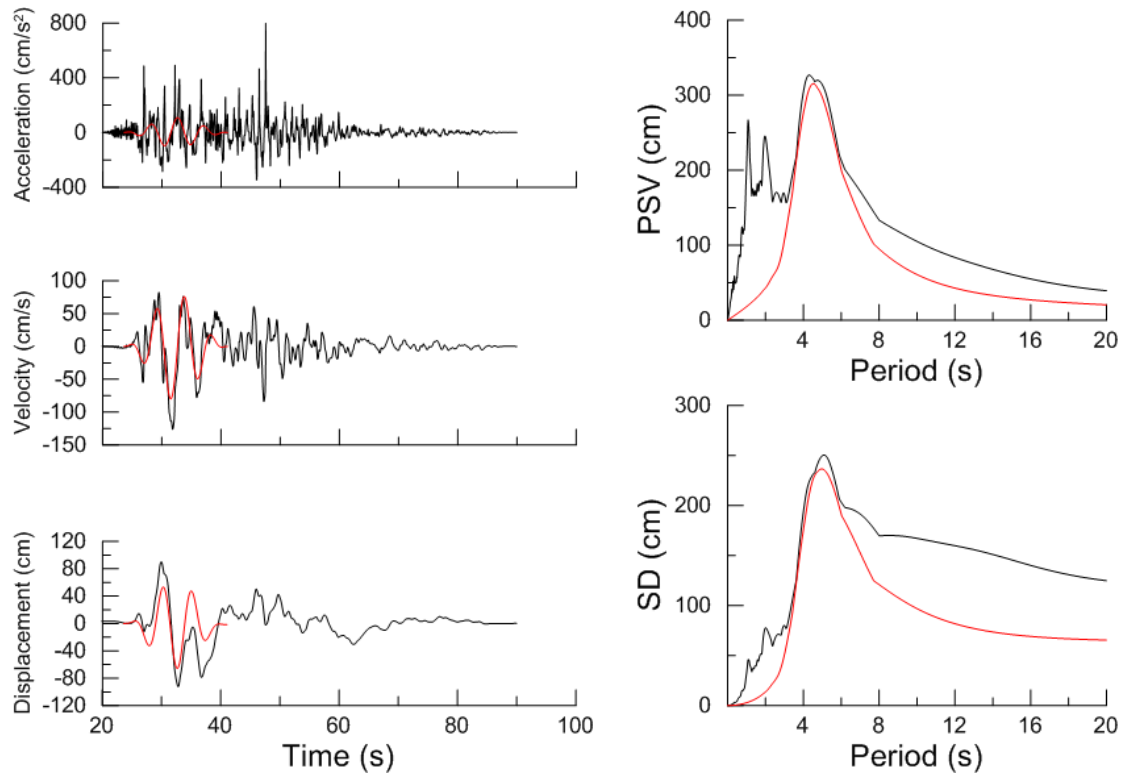 Acceleration (cm/s²)
800
400
0
-400
Velocity (cm/s)
100
50
0
-50
-100
-150
Displacement (cm)
120
80
40
0
-40
-80
-120
20 40 60 80 100
Time (s)
PSV (cm)
400
300
200
100
0
4 8 12 16 20
Period (s)
SD (cm)
300
200
100
0
4 8 12 16 20
Period (s)